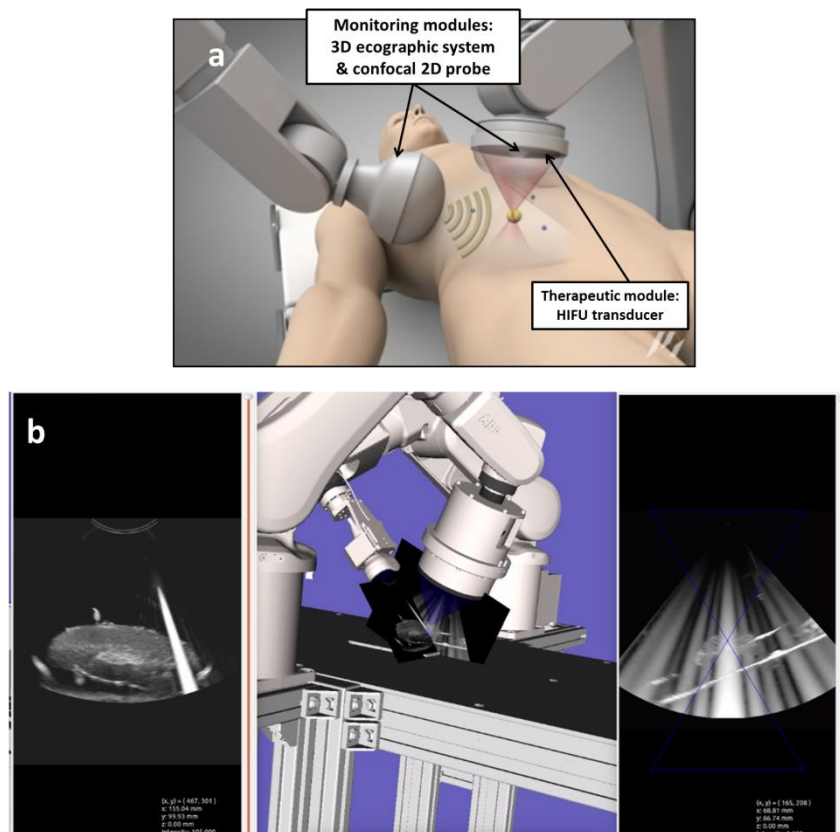 a
Monitoring modules:
3D ecographic system
& confocal 2D probe
Therapeutic module:
HIFU transducer
b
(x, y) = ( 467, 301 )
x: 155.04 mm
y: 99.93 mm
z: 0.00 mm
(x, y) = ( 165, 208 )
x: 68.81 mm
y: 86.74 mm
z: 0.00 mm